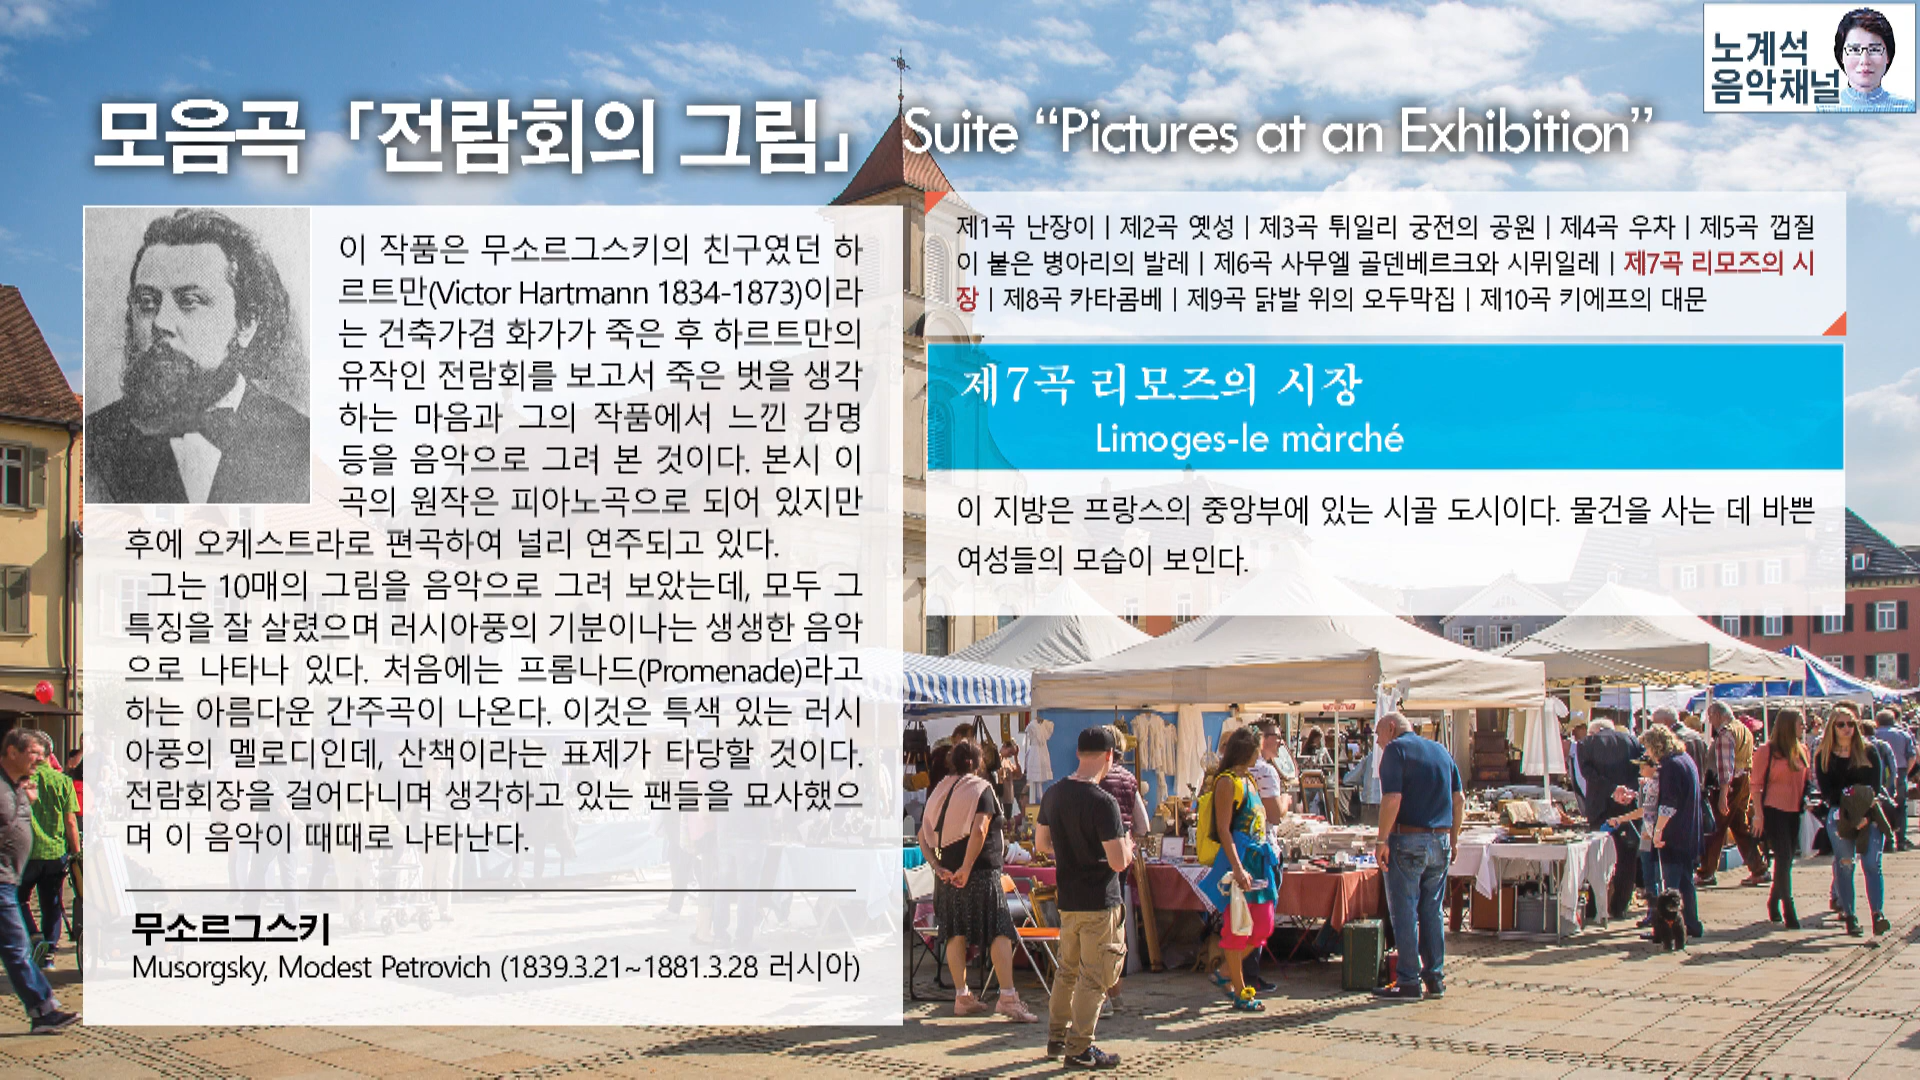 노계석
음악채널
모음곡 「전람회의 그림」 Suite “Pictures at an Exhibition”
이 작품은 무소르그스키의 친구였던 하
르트만(Victor Hartmann 1834-1873)이라
는 건축가겸 화가가 죽은 후 하르트만의
유작인 전람회를 보고서 죽은 벗을 생각
하는 마음과 그의 작품에서 느낀 감명
등을 음악으로 그려 본 것이다. 본시 이
곡의 원작은 피아노곡으로 되어 있지만
후에 오케스트라로 편곡하여 널리 연주되고 있다.
그는 10매의 그림을 음악으로 그려 보았는데, 모두 그
특징을 잘 살렸으며 러시아풍의 기분이나는 생생한 음악
으로 나타나 있다. 처음에는 프롬나드(Promenade)라고
하는 아름다운 간주곡이 나온다. 이것은 특색 있는 러시
아풍의 멜로디인데, 산책이라는 표제가 타당할 것이다.
전람회장을 걸어다니며 생각하고 있는 팬들을 묘사했으
며 이 음악이 때때로 나타난다.
무소르그스키
Musorgsky, Modest Petrovich (1839.3.21~1881.3.28 러시아)
제1곡 난장이 | 제2곡 옛성 | 제3곡 튀일리 궁전의 공원 | 제4곡 우차 | 제5곡 껍질
이 붙은 병아리의 발레 | 제6곡 사무엘 골덴베르크와 시뮈일레 | 제7곡 리모즈의 시
장 | 제8곡 카타콤베 | 제9곡 닭발 위의 오두막집 | 제10곡 키에프의 대문
제7곡 리모즈의 시장
Limoges-le màrché
이 지방은 프랑스의 중앙부에 있는 시골 도시이다. 물건을 사는 데 바쁜
여성들의 모습이 보인다.